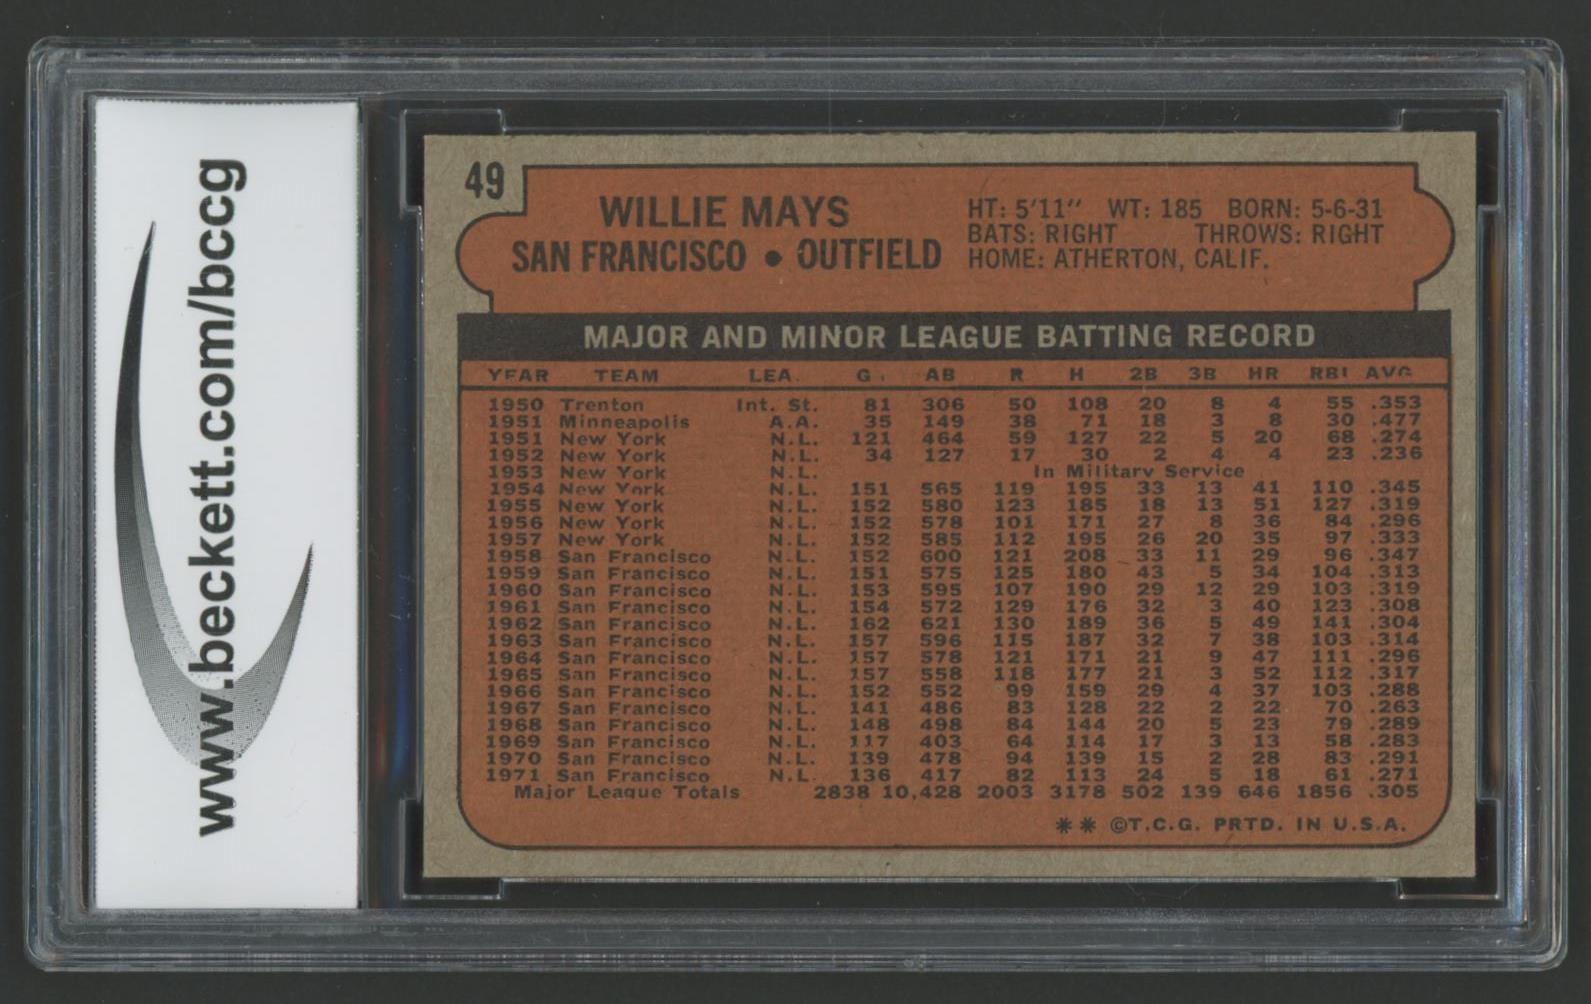 www.beckett.com/bccg
49
WILLIE MAYS
SAN FRANCISCO • OUTFIELD
HT: 5'11" WT: 185 BORN: 5-6-31
BATS: RIGHT THROWS: RIGHT
HOME: ATHERTON, CALIF.
MAJOR AND MINOR LEAGUE BATTING RECORD
YEAR TEAM LEA. G. AB R H 2B 3B HR RBI AVG
1950 Trenton Int. St. 81 306 50 108 20 8 4 55 .353
1951 Minneapolis A.A. 35 149 38 71 18 3 8 30 .477
1951 New York N.L. 121 464 59 127 22 5 20 68 .274
1952 New York N.L. 34 127 17 30 2 4 4 23 .236
1953 New York N.L. In Military Service
1954 New York N.L. 151 565 119 195 33 13 41 110 .345
1955 New York N.L. 152 580 123 185 18 13 51 127 .319
1956 New York N.L. 152 578 101 171 27 8 36 84 .296
1957 New York N.L. 152 585 112 195 26 20 35 97 .333
1958 San Francisco N.L. 152 600 121 208 33 11 29 96 .347
1959 San Francisco N.L. 151 575 125 180 43 5 34 104 .313
1960 San Francisco N.L. 153 595 107 190 29 12 29 103 .319
1961 San Francisco N.L. 154 572 129 176 32 3 40 123 .308
1962 San Francisco N.L. 162 621 130 189 36 5 49 141 .304
1963 San Francisco N.L. 157 596 115 187 32 7 38 103 .314
1964 San Francisco N.L. 157 578 121 171 21 9 47 111 .296
1965 San Francisco N.L. 157 558 118 177 21 3 52 112 .317
1966 San Francisco N.L. 152 552 99 159 29 4 37 103 .288
1967 San Francisco N.L. 141 486 83 128 22 2 22 70 .263
1968 San Francisco N.L. 148 498 84 144 20 5 23 79 .289
1969 San Francisco N.L. 117 403 64 114 17 3 13 58 .283
1970 San Francisco N.L. 139 478 94 139 15 2 28 83 .291
1971 San Francisco N.L. 136 417 82 113 24 5 18 61 .271
Major League Totals 2838 10,428 2003 3178 502 139 646 1856 .305
** ©T.C.G. PRTD. IN U.S.A.